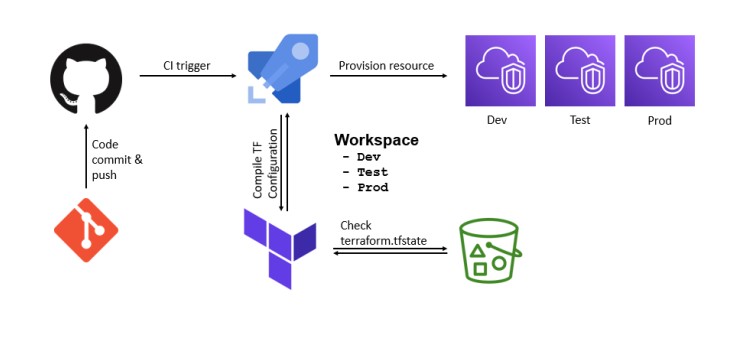 CI trigger
Provision resource
Dev
Test
Prod
Code
commit &
push
Compile TF
Configuration
Workspace
- Dev
- Test
- Prod
Check
terraform.tfstate